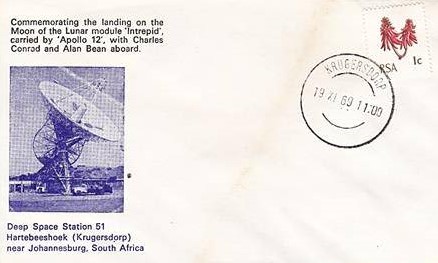 Commemorating the landing on the
Moon of the Lunar module 'Intrepid',
carried by 'Apollo 12', with Charles
Conrad and Alan Bean aboard.
RSA 1c
KRUGERSDORP
19 XI 69 11:00
Deep Space Station 51
Hartebeeshoek (Krugersdorp)
near Johannesburg, South Africa